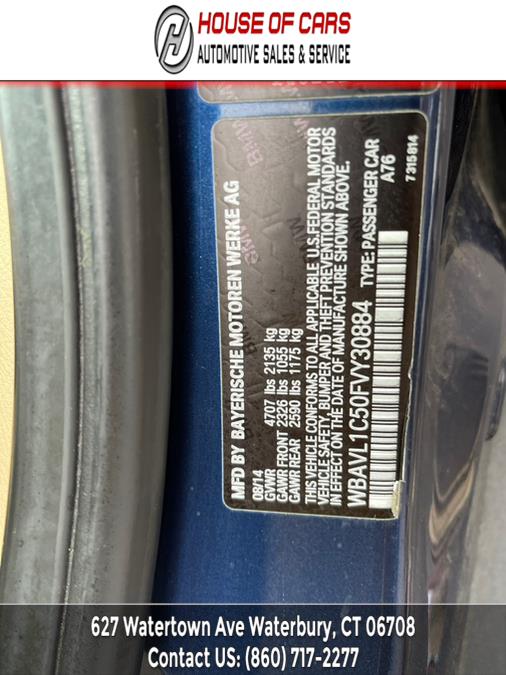 HOUSE OF CARS
AUTOMOTIVE SALES & SERVICE
MFD BY BAYERISCHE MOTOREN WERKE AG
08/14
GVWR 4707 lbs 2135 kg
GAWR FRONT 2326 lbs 1055 kg
GAWR REAR 2590 lbs 1175 kg
THIS VEHICLE CONFORMS TO ALL APPLICABLE U.S. FEDERAL MOTOR
VEHICLE SAFETY, BUMPER AND THEFT PREVENTION STANDARDS
IN EFFECT ON THE DATE OF MANUFACTURE SHOWN ABOVE.
WBAVL1C50FVY30884 TYPE: PASSENGER CAR
A76
7 315 814
627 Watertown Ave Waterbury, CT 06708
Contact US: (860) 717-2277